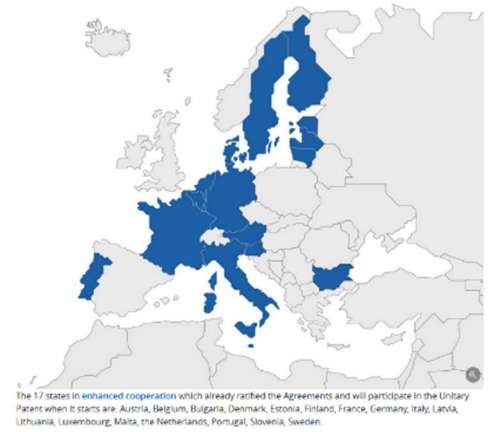 The 17 states in enhanced cooperation which already ratified the Agreements and will participate in the Unitary
Patent when it starts are: Austria, Belgium, Bulgaria, Denmark, Estonia, Finland, France, Germany, Italy, Latvia,
Lithuania, Luxembourg, Malta, the Netherlands, Portugal, Slovenia, Sweden.